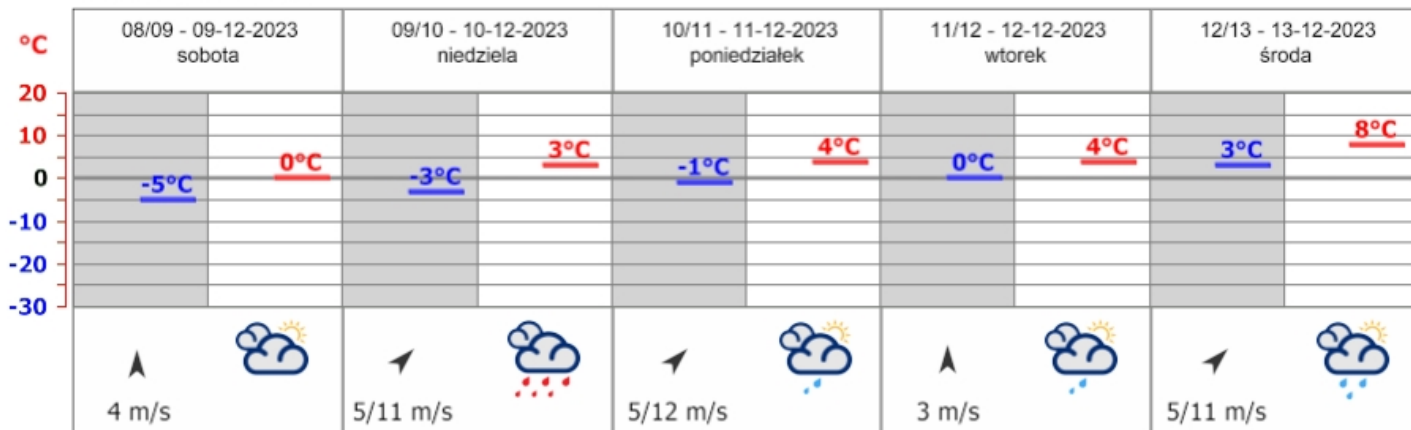 °C
08/09 - 09-12-2023
sobota
09/10 - 10-12-2023
niedziela
10/11 - 11-12-2023
poniedziałek
11/12 - 12-12-2023
wtorek
12/13 - 13-12-2023
środa
20
10
0
-10
-20
-30
-5°C
0°C
-3°C
3°C
-1°C
4°C
0°C
4°C
3°C
8°C
4 m/s
5/11 m/s
5/12 m/s
3 m/s
5/11 m/s